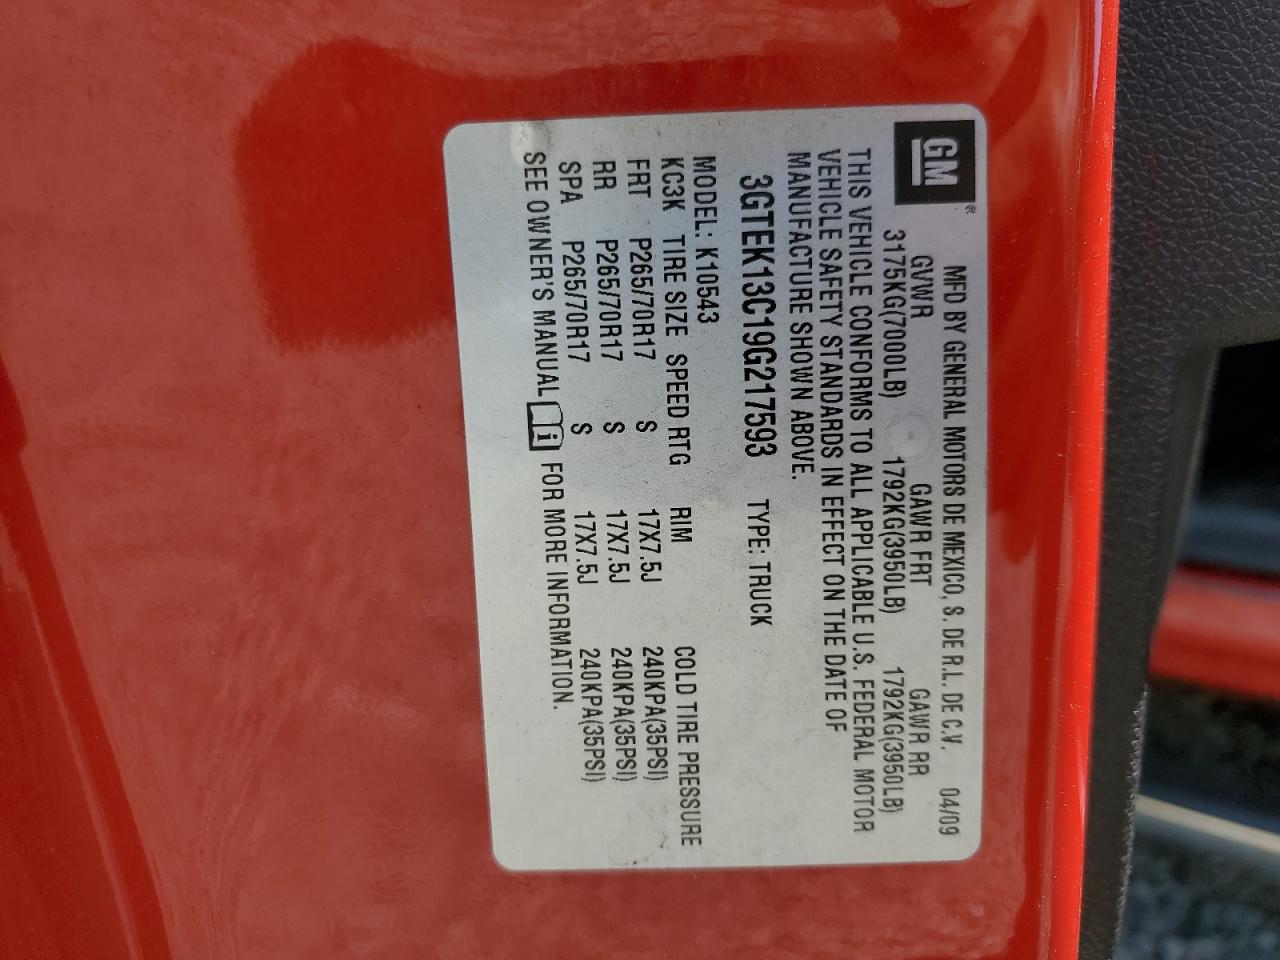 GM®
MFD BY GENERAL MOTORS DE MEXICO, S. DE R.L. DE C.V. 04/09
GVWR GAWR FRT GAWR RR
3175KG(7000LB) 1792KG(3950LB) 1792KG(3950LB)
THIS VEHICLE CONFORMS TO ALL APPLICABLE U.S. FEDERAL MOTOR
VEHICLE SAFETY STANDARDS IN EFFECT ON THE DATE OF
MANUFACTURE SHOWN ABOVE.
3GTEK13C19G217593 TYPE: TRUCK
MODEL: K10543
KC3K TIRE SIZE SPEED RTG RIM COLD TIRE PRESSURE
FRT P265/70R17 S 17X7.5J 240KPA(35PSI)
RR P265/70R17 S 17X7.5J 240KPA(35PSI)
SPA P265/70R17 S 17X7.5J 240KPA(35PSI)
SEE OWNER'S MANUAL i FOR MORE INFORMATION.